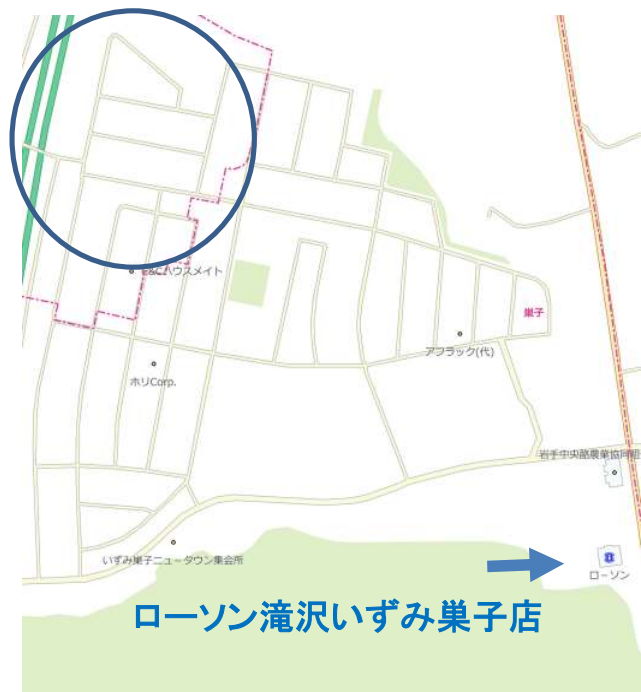 E&Cハウスメイト
巣子
アフラック(代)
ホリCorp.
岩手中央酪農業協同組
いずみ巣子ニュータウン集会所
ローソン
ローソン滝沢いずみ巣子店